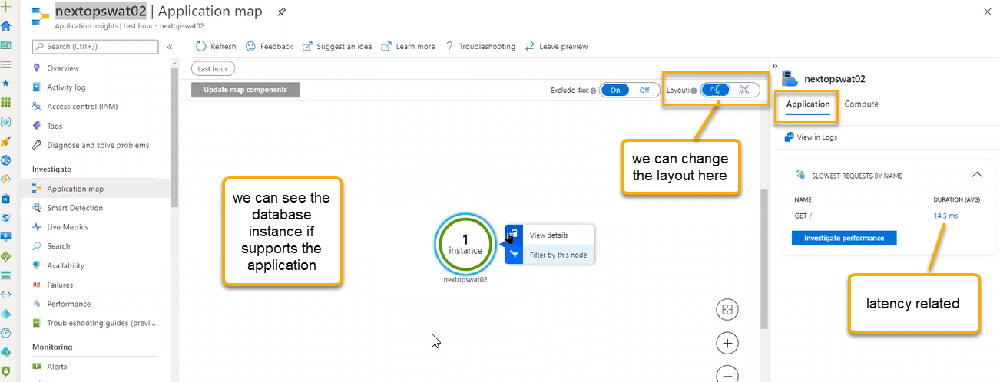 nextopswat02 | Application map
Application Insights | Last hour - nextopswat02
Search (Ctrl+/)
«
Overview
Activity log
Access control (IAM)
Tags
Diagnose and solve problems
Investigate
Application map
Smart Detection
Live Metrics
Search
Availability
Failures
Performance
Troubleshooting guides (previ...
Monitoring
Alerts
Refresh
Feedback
Suggest an idea
Learn more
? Troubleshooting
Leave preview
Last hour
Update map components
Exclude 4xx:
On
Off
Layout:
we can change
the layout here
we can see the
database
instance if
supports the
application
1
instance
nextopswat02
View details
Filter by this node
»
nextopswat02
Application
Compute
View in Logs
SLOWEST REQUESTS BY NAME
NAME
DURATION (AVG)
GET /
14.3 ms
Investigate performance
latency related